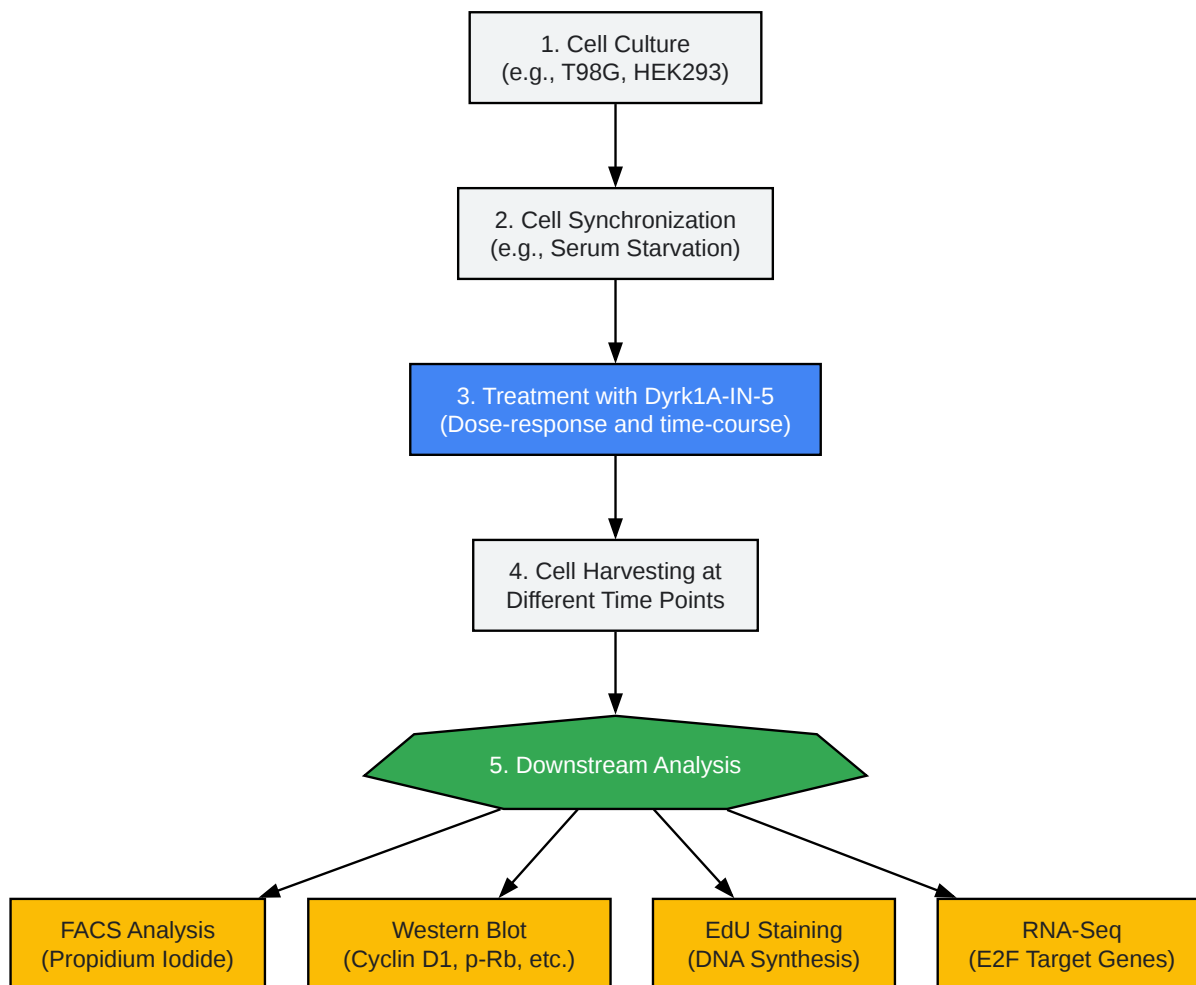 1. Cell Culture
(e.g., T98G, HEK293)
2. Cell Synchronization
(e.g., Serum Starvation)
3. Treatment with Dyrk1A-IN-5
(Dose-response and time-course)
4. Cell Harvesting at
Different Time Points
5. Downstream Analysis
FACS Analysis
(Propidium Iodide)
Western Blot
(Cyclin D1, p-Rb, etc.)
EdU Staining
(DNA Synthesis)
RNA-Seq
(E2F Target Genes)